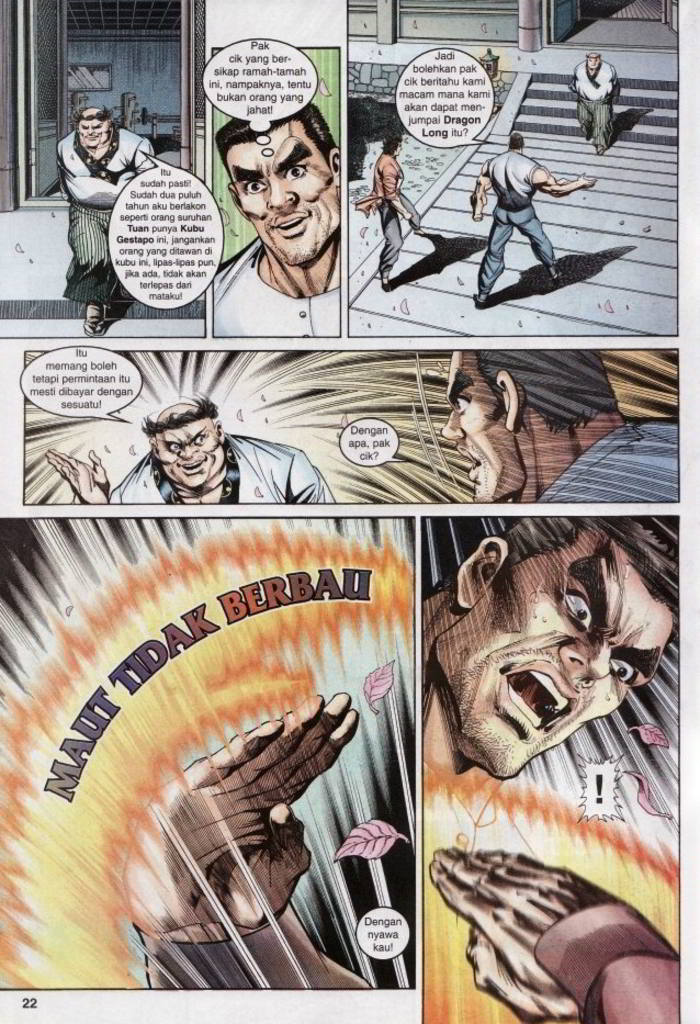 Itu
sudah pasti!
Sudah dua puluh
tahun aku berlakon
seperti orang suruhan
Tuan Punya Kubu
Gestapo ini, jangankan
orang yang ditawan di
kubu ini, lipas-lipas pun,
jika ada, tidak akan
terlepas dari
mataku!
Pak
cik yang ber-
sikap ramah-tamah
ini, nampaknya, tentu
bukan orang yang
jahat!
Jadi
bolehkan pak
cik beritahu kami
macam mana kami
akan dapat men-
jumpai Dragon
Long itu?
Itu
memang boleh
tetapi permintaan itu
mesti dibayar dengan
sesuatu!
Dengan
apa, pak
cik?
MAUT TIDAK BERBAU
Dengan
nyawa
kau!
!
22